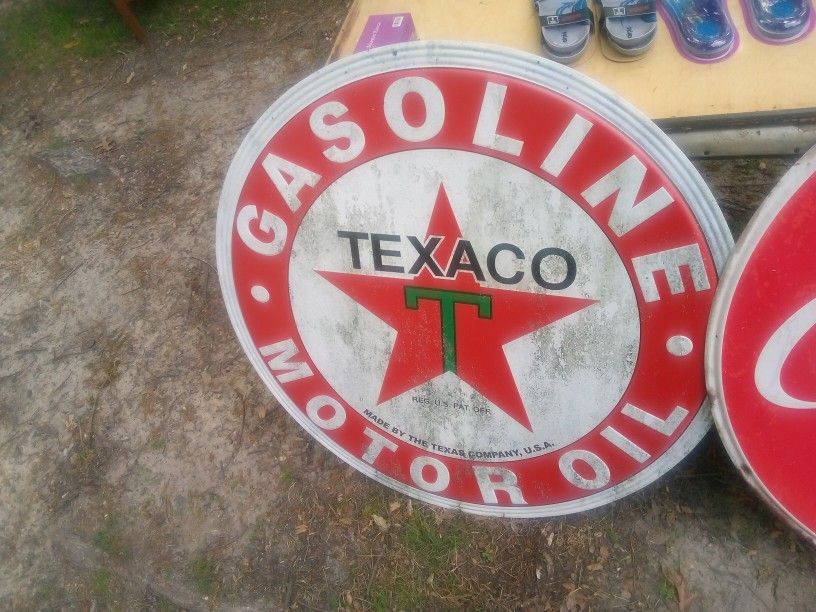 GASOLINE
TEXACO
T
REG. U.S. PAT. OFF.
MADE BY THE TEXAS COMPANY, U.S.A.
• MOTOR OIL •